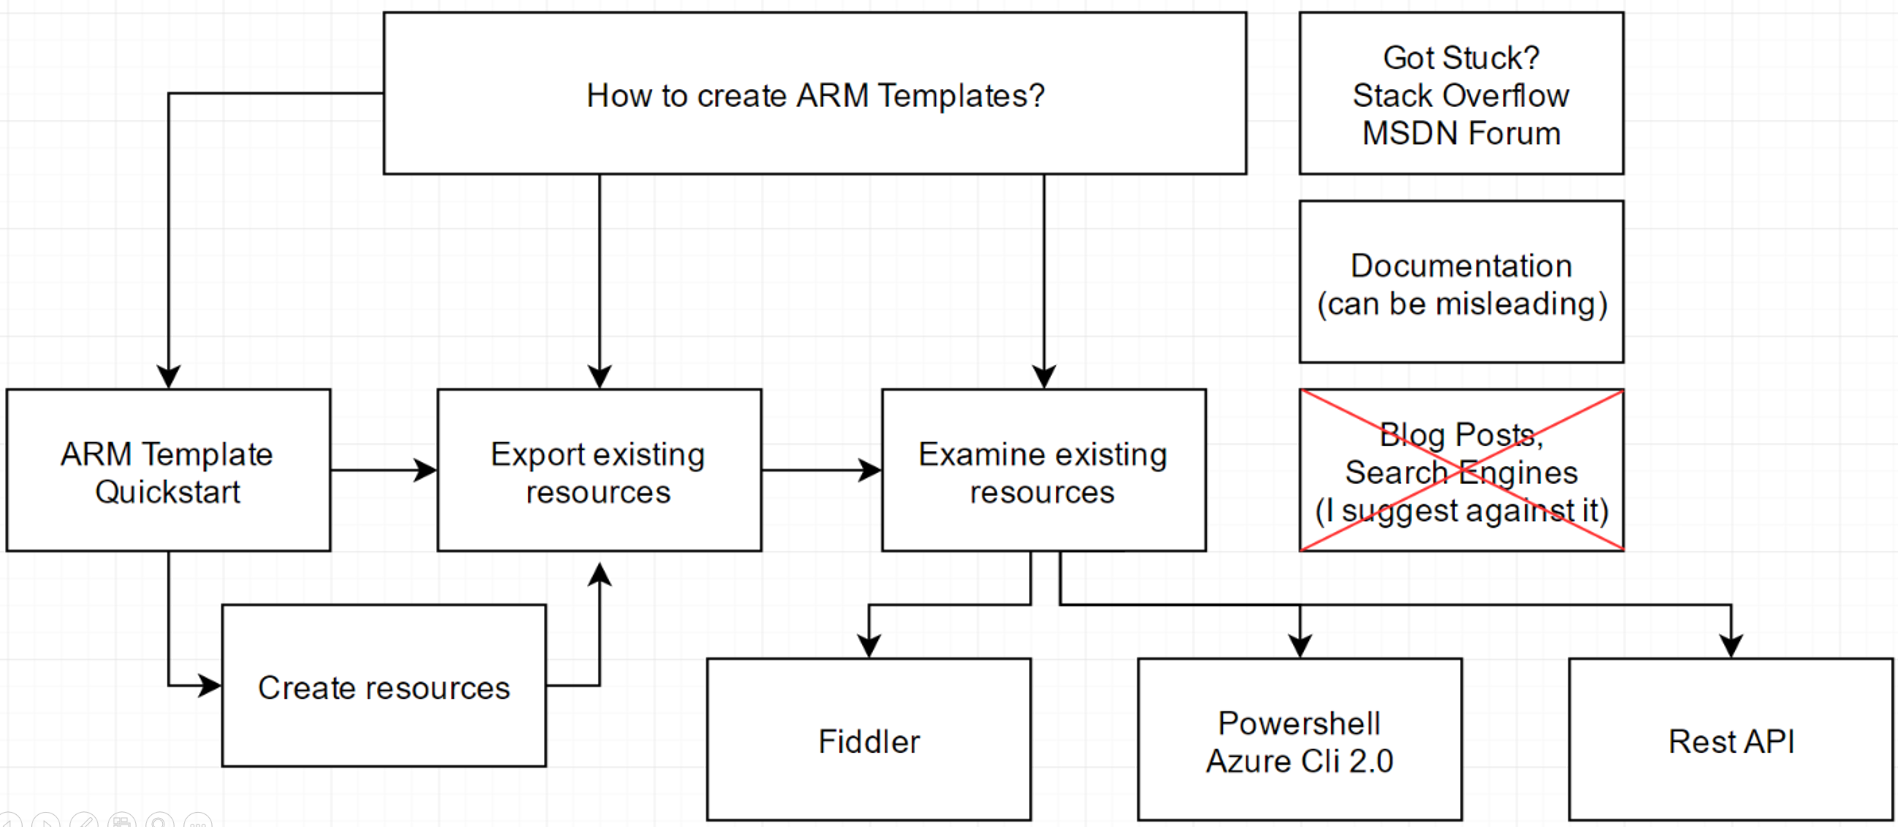 How to create ARM Templates?
Got Stuck?
Stack Overflow
MSDN Forum
Documentation
(can be misleading)
ARM Template
Quickstart
Export existing
resources
Examine existing
resources
Blog Posts,
Search Engines
(I suggest against it)
Create resources
Fiddler
Powershell
Azure Cli 2.0
Rest API